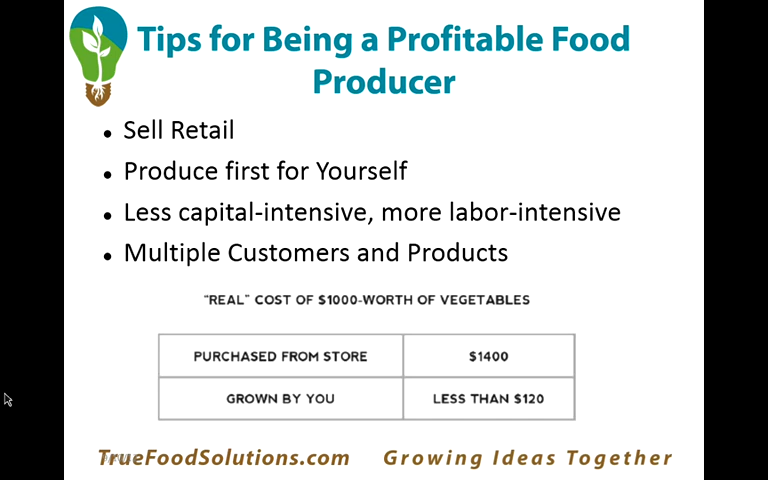 Tips for Being a Profitable Food
Producer
• Sell Retail
• Produce first for Yourself
• Less capital-intensive, more labor-intensive
• Multiple Customers and Products
"REAL" COST OF $1000-WORTH OF VEGETABLES
PURCHASED FROM STORE $1400
GROWN BY YOU LESS THAN $120
TrueFoodSolutions.com Growing Ideas Together